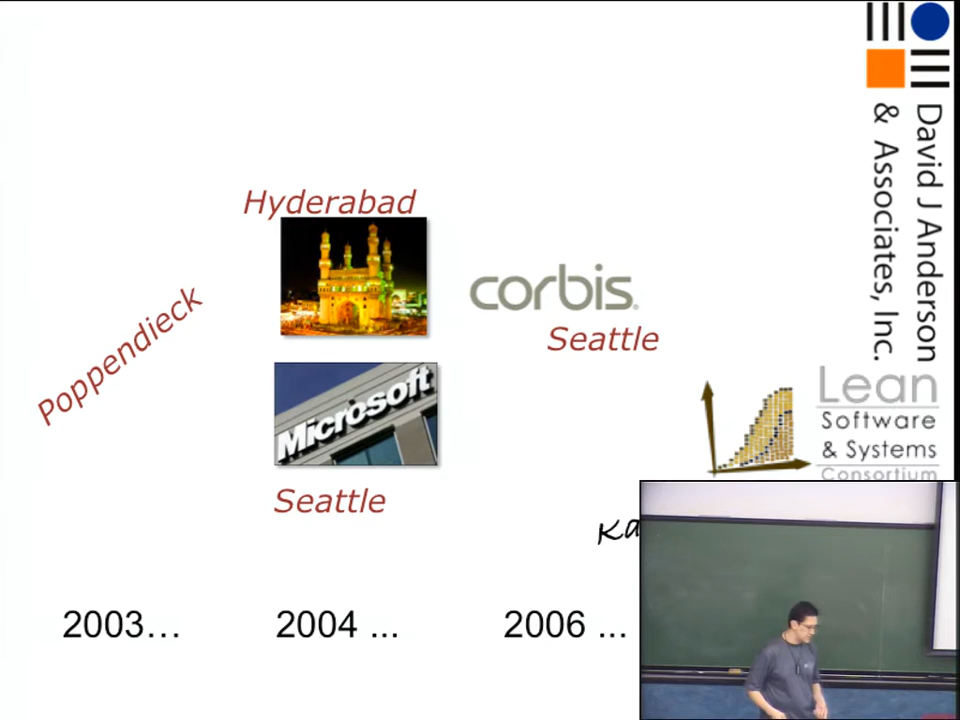 Hyderabad
Poppendieck
corbis.
Seattle
Microsoft
Seattle
David J Anderson
& Associates, Inc.
Lean
Software
& Systems
Consortium
2003...
2004 ...
2006 ...